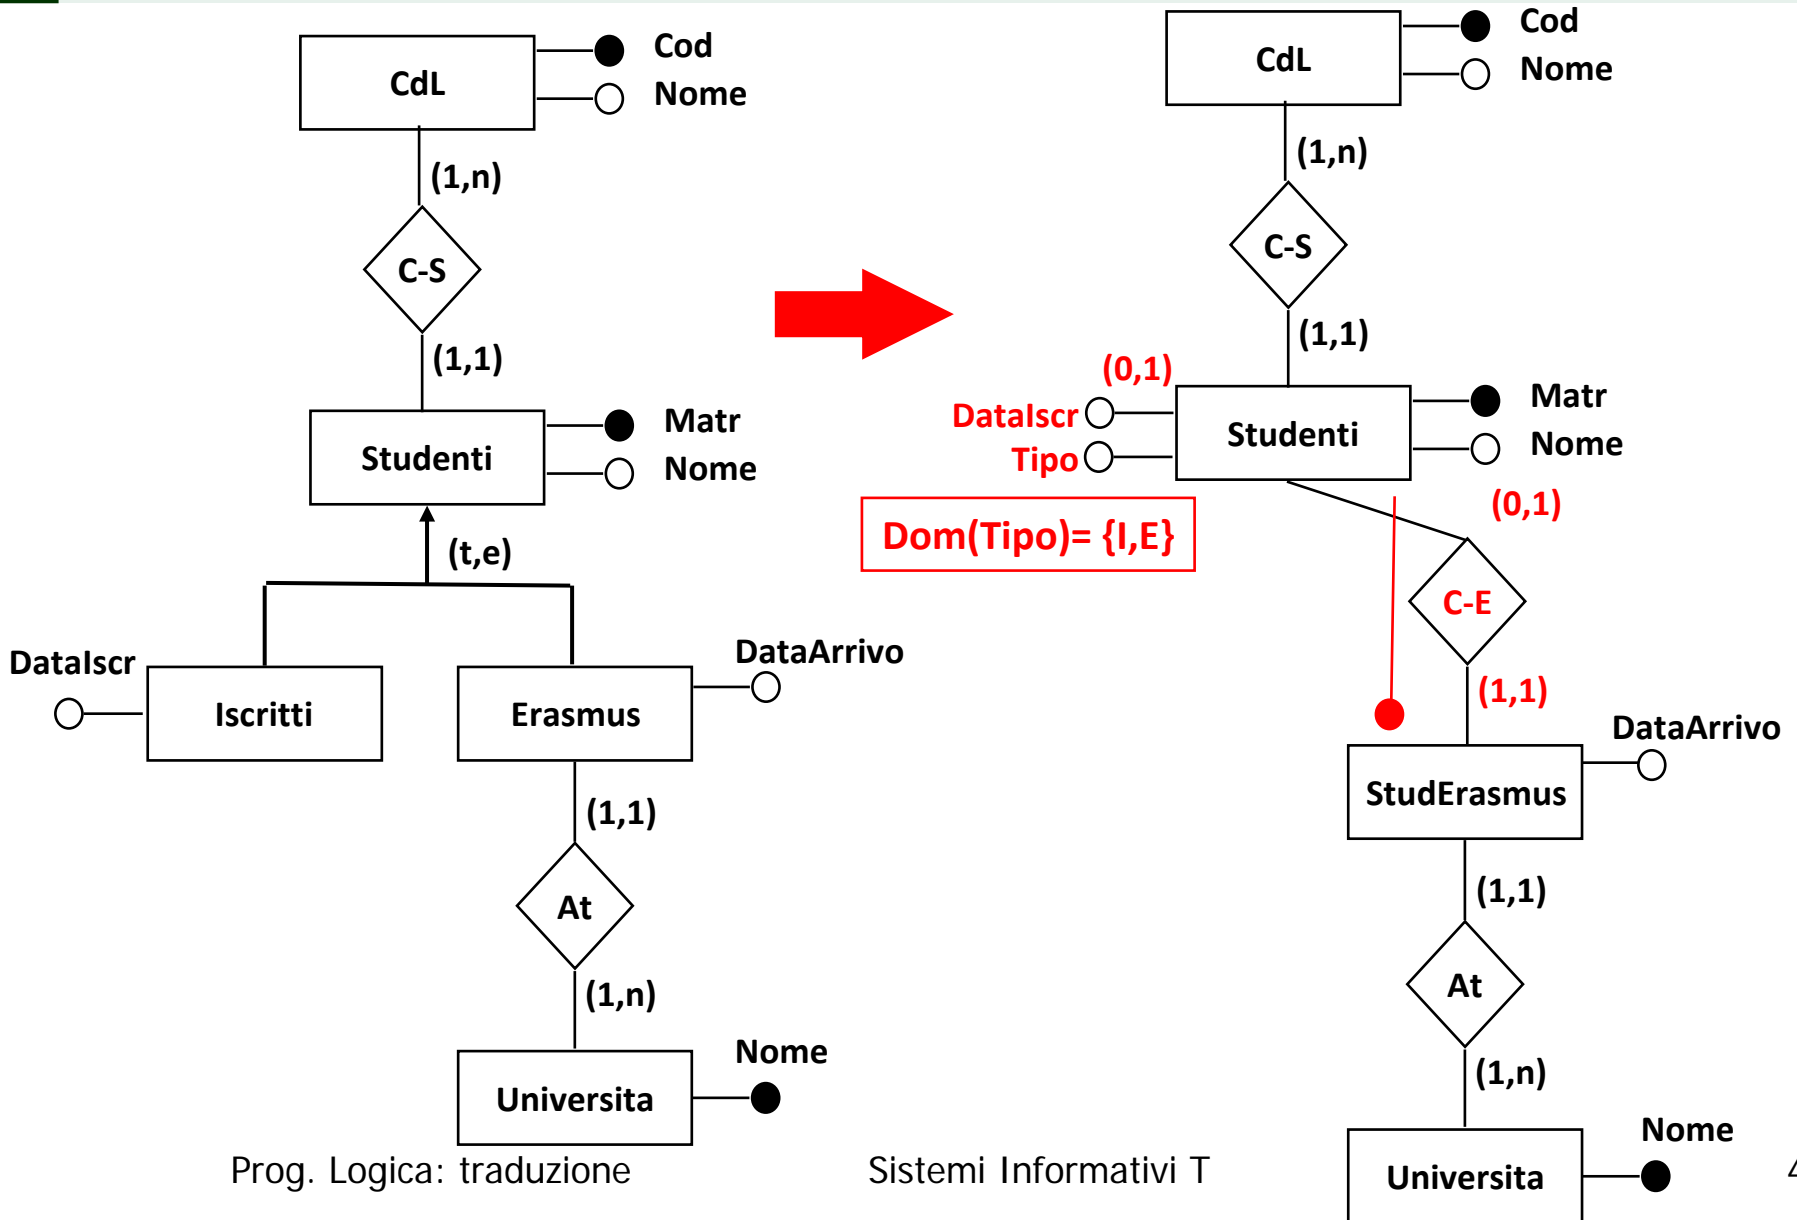 CdL
Cod
Nome
(1,n)
C-S
(1,1)
Studenti
Matr
Nome
(t,e)
DataIscr
Iscritti
Erasmus
DataArrivo
(1,1)
At
(1,n)
Universita
Nome
CdL
Cod
Nome
(1,n)
C-S
(1,1)
(0,1)
DataIscr
Tipo
Studenti
Matr
Nome
Dom(Tipo)= {I,E}
(0,1)
C-E
(1,1)
StudErasmus
DataArrivo
(1,1)
At
(1,n)
Universita
Nome
Prog. Logica: traduzione
Sistemi Informativi T